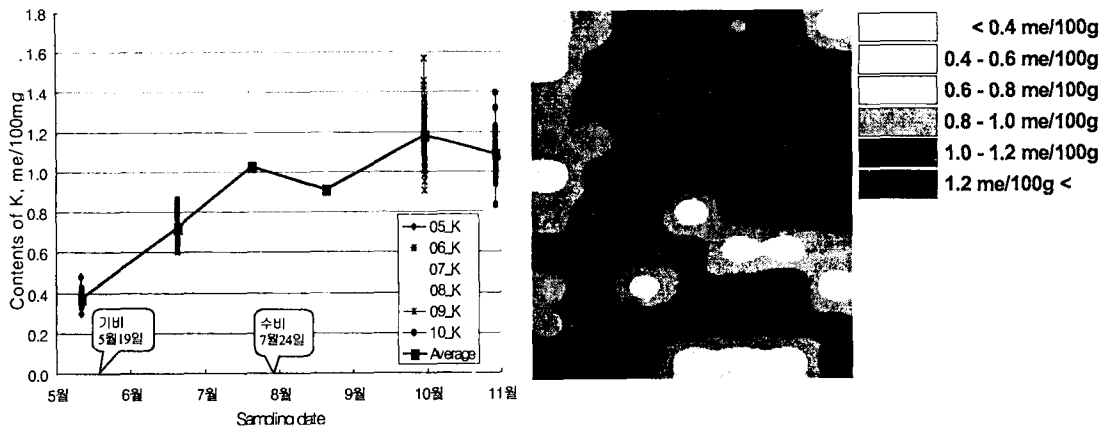 Contents of K, me/100mg
1.8
1.6
1.4
1.2
1.0
0.8
0.6
0.4
0.2
0.0
기비
5월19일
수비
7월24일
05_K
06_K
07_K
08_K
09_K
10_K
Average
5월 6월 7월 8월 9월 10월 11월
Sampling date
< 0.4 me/100g
0.4 - 0.6 me/100g
0.6 - 0.8 me/100g
0.8 - 1.0 me/100g
1.0 - 1.2 me/100g
1.2 me/100g <